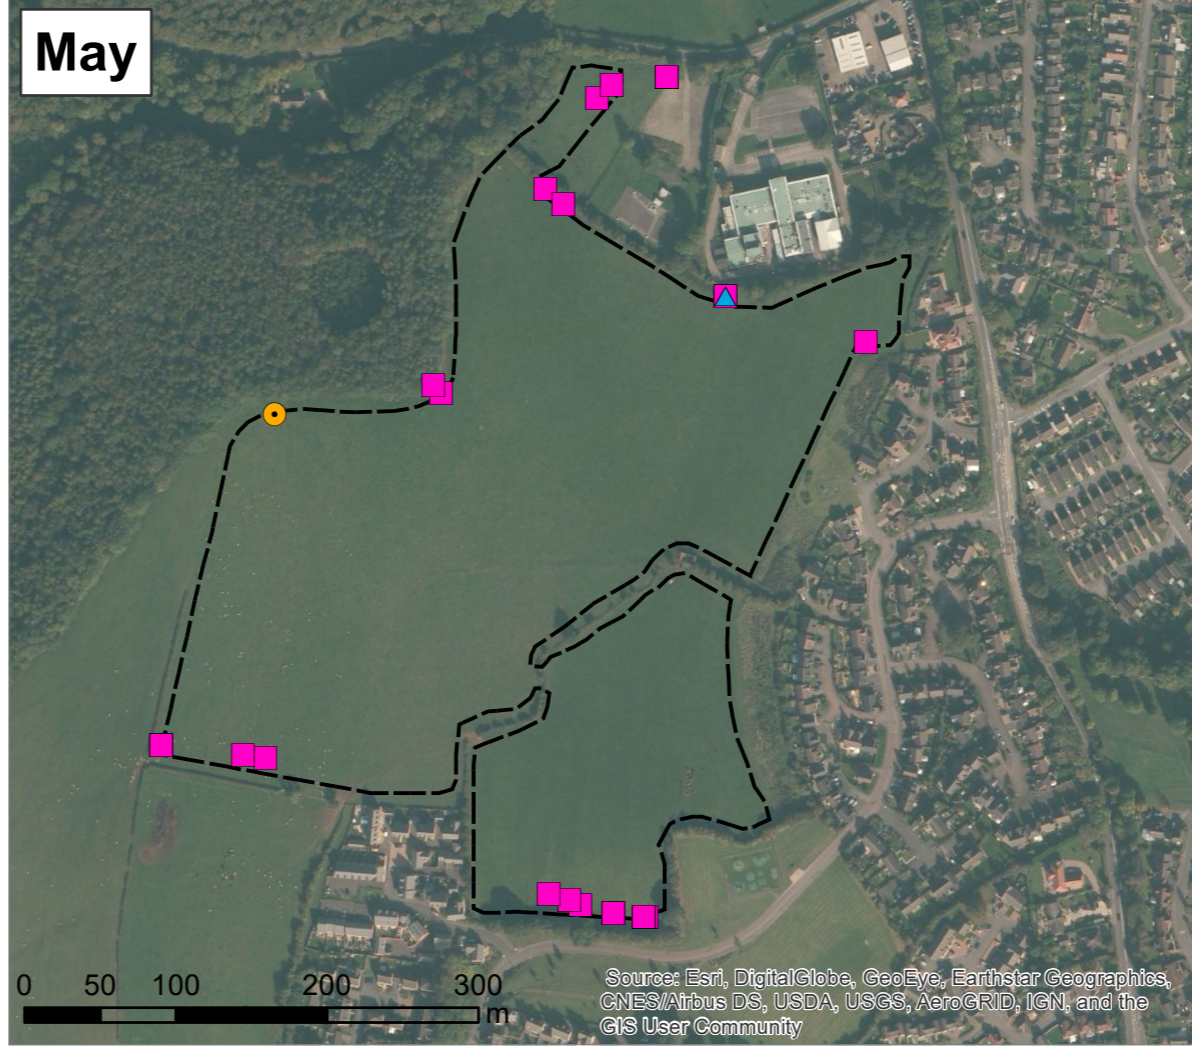 May
0 50 100 200 300
m
Source: Esri, DigitalGlobe, GeoEye, Earthstar Geographics,
CNES/Airbus DS, USDA, USGS, AeroGRID, IGN, and the
GIS User Community